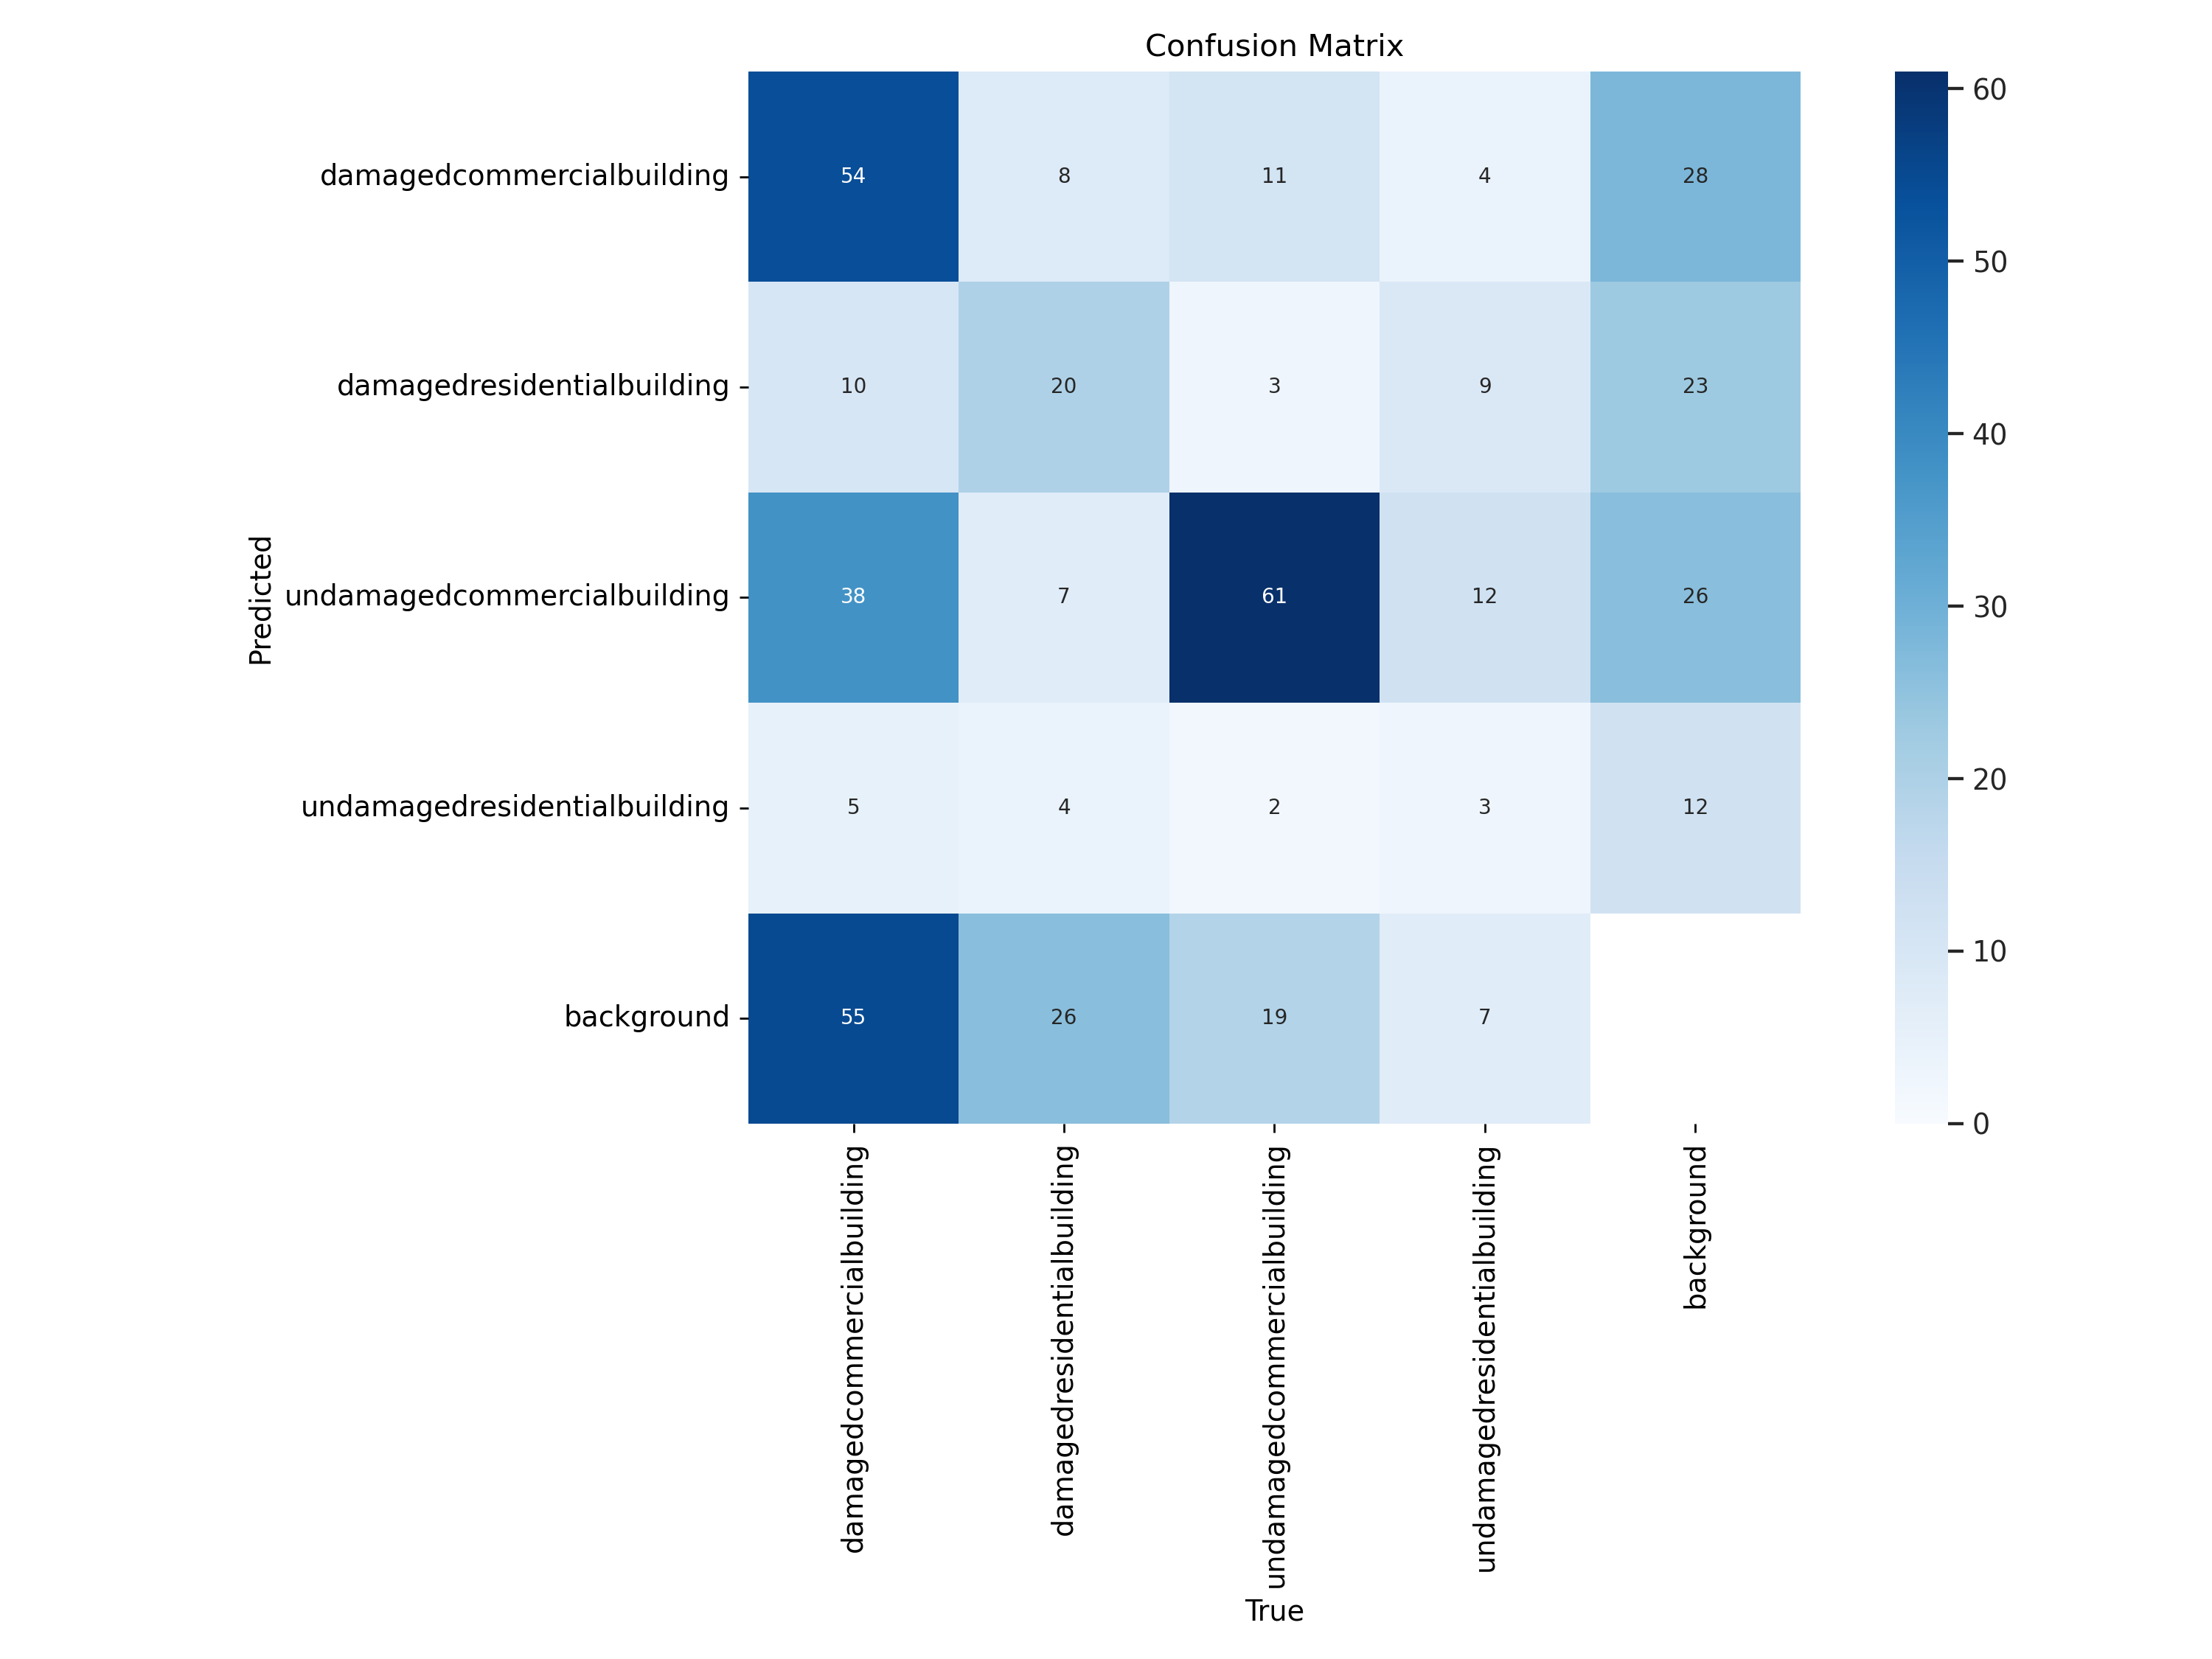 Confusion Matrix
Predicted
damagedcommercialbuilding
54 8 11 4 28
damagedresidentialbuilding
10 20 3 9 23
undamagedcommercialbuilding
38 7 61 12 26
undamagedresidentialbuilding
5 4 2 3 12
background
55 26 19 7
damagedcommercialbuilding
damagedresidentialbuilding
undamagedcommercialbuilding
undamagedresidentialbuilding
background
True
60
50
40
30
20
10
0